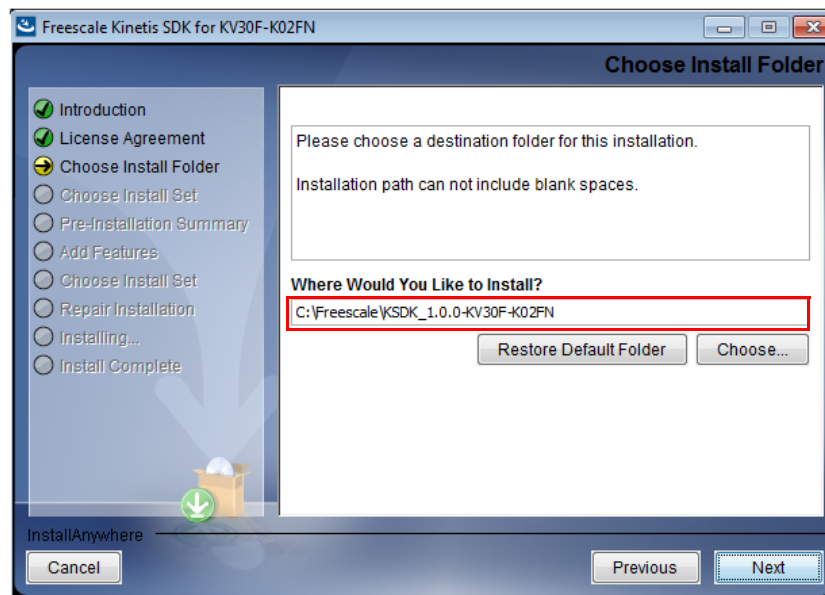 Freescale Kinetis SDK for KV30F-K02FN
Choose Install Folder
Introduction
License Agreement
Choose Install Folder
Choose Install Set
Pre-Installation Summary
Add Features
Choose Install Set
Repair Installation
Installing...
Install Complete
Please choose a destination folder for this installation.
Installation path can not include blank spaces.
Where Would You Like to Install?
C:\Freescale\KSDK_1.0.0-KV30F-K02FN
Restore Default Folder
Choose...
InstallAnywhere
Cancel
Previous
Next